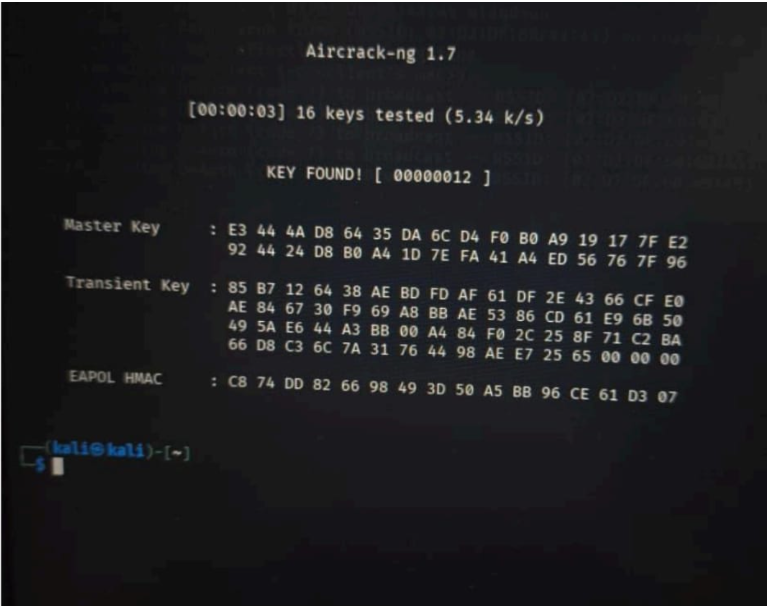 Aircrack-ng 1.7
[00:00:03] 16 keys tested (5.34 k/s)
KEY FOUND! [ 00000012 ]
Master Key : E3 44 4A D8 64 35 DA 6C D4 F0 B0 A9 19 17 7F E2
92 44 24 D8 B0 A4 1D 7E FA 41 A4 ED 56 76 7F 96
Transient Key : 85 B7 12 64 38 AE BD FD AF 61 DF 2E 43 66 CF E0
AE 84 67 30 F9 69 A8 BB AE 53 86 CD 61 E9 6B 50
49 5A E6 44 A3 BB 00 A4 84 F0 2C 25 8F 71 C2 BA
66 D8 C3 6C 7A 31 76 44 98 AE E7 25 65 00 00 00
EAPOL HMAC : C8 74 DD 82 66 98 49 3D 50 A5 BB 96 CE 61 D3 07
┌──(kali㉿kali)-[~]
└─$